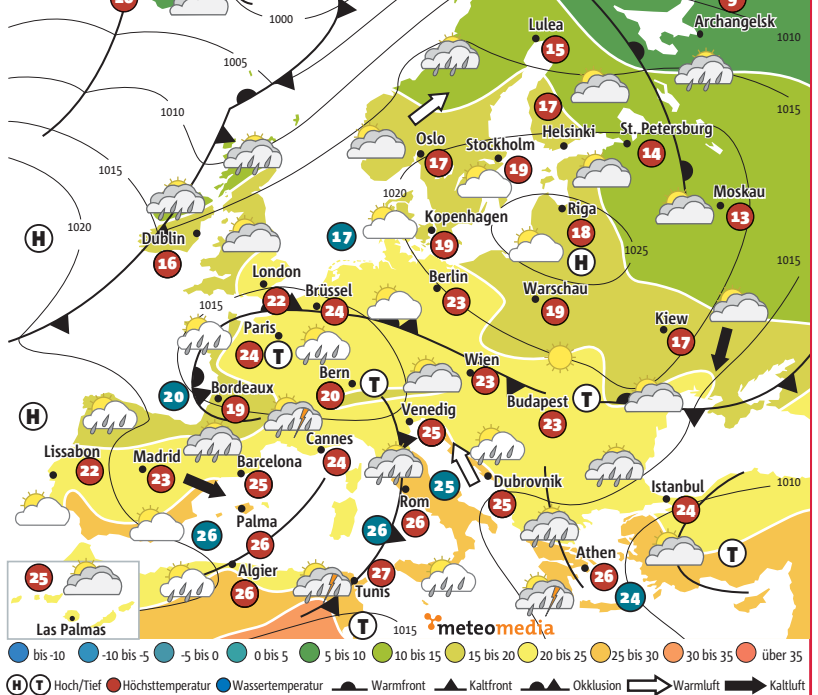 1000
9
Archangelsk
1010
Lulea
15
1005
1010
1015
17
Helsinki
St. Petersburg
14
Oslo
17
Stockholm
19
1015
1020
Moskau
13
Riga
18
H
1025
Kopenhagen
19
17
1020
H
Dublin
16
1015
London
22
Brüssel
24
Berlin
23
Warschau
19
Kiew
17
1015
Paris
24
T
Bern
20
T
Wien
23
Budapest
23
T
20
Bordeaux
19
H
Venedig
25
Cannes
24
Lissabon
22
Madrid
23
Barcelona
25
25
Rom
26
Dubrovnik
25
Istanbul
24
1010
Palma
26
26
26
Athen
26
24
T
Algier
26
Tunis
27
25
Las Palmas
T
1015
meteomedia
bis -10
-10 bis -5
-5 bis 0
0 bis 5
5 bis 10
10 bis 15
15 bis 20
20 bis 25
25 bis 30
30 bis 35
über 35
H T Hoch/Tief
Höchsttemperatur
Wassertemperatur
Warmfront
Kaltfront
Okklusion
Warmluft
Kaltluft